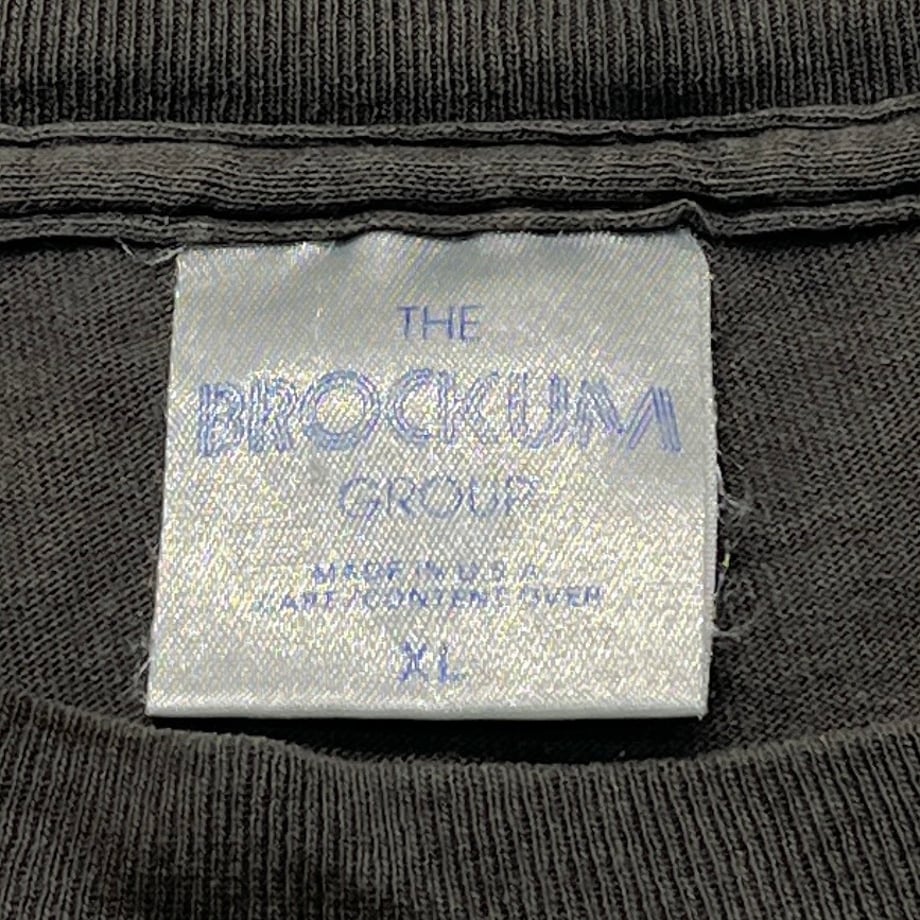 THE
BROCKUM
GROUP
MADE IN U.S.A.
CARE/CONTENT OVER
XL